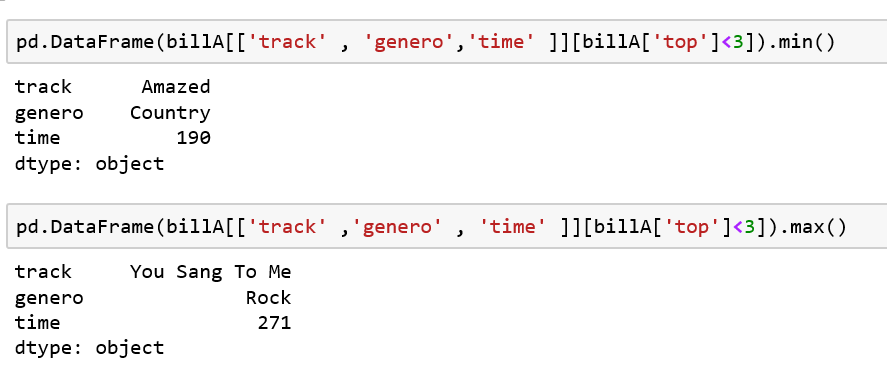 pd.DataFrame(billA[['track' , 'genero','time' ]][billA['top']<3]).min()
track      Amazed
genero    Country
time          190
dtype: object
pd.DataFrame(billA[['track' ,'genero' , 'time' ]][billA['top']<3]).max()
track     You Sang To Me
genero              Rock
time                 271
dtype: object